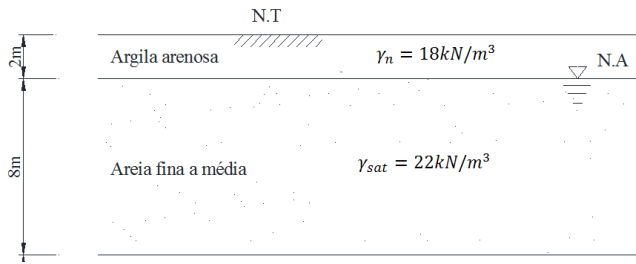 N.T
2m
Argila arenosa
γₙ = 18kN/m³
N.A
8m
Areia fina a média
γₛₐₜ = 22kN/m³